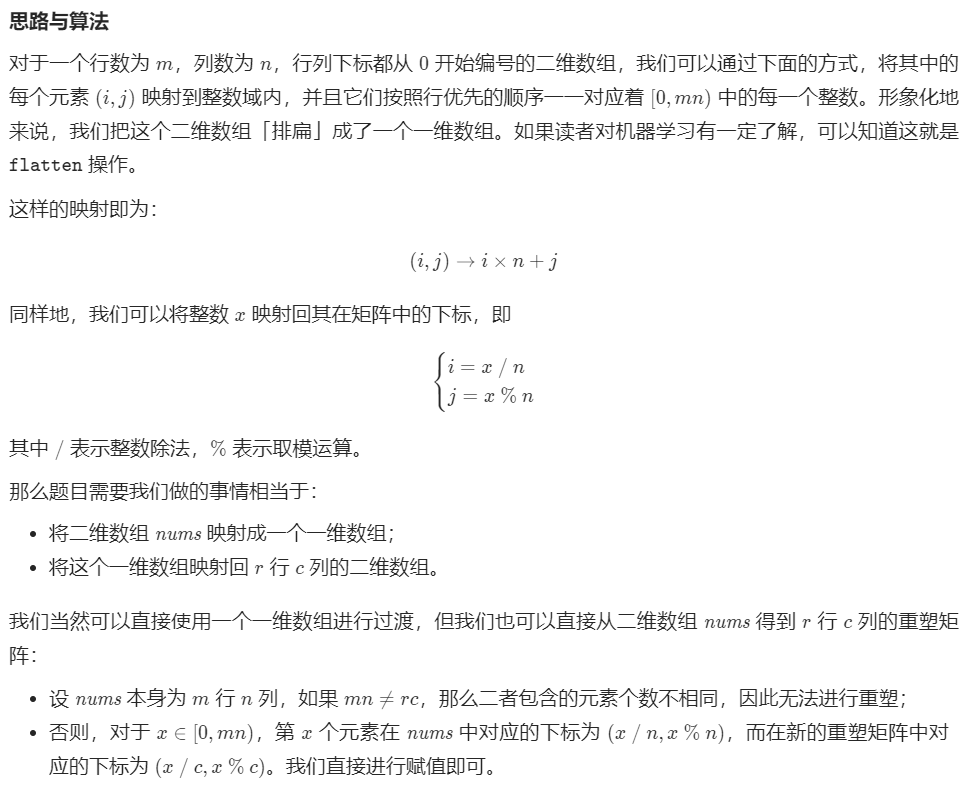 思路与算法
对于一个行数为 m，列数为 n，行列下标都从 0 开始编号的二维数组，我们可以通过下面的方式，将其中的
每个元素 (i, j) 映射到整数域内，并且它们按照行优先的顺序一一对应着 [0, mn) 中的每一个整数。形象化地
来说，我们把这个二维数组「排扁」成了一个一维数组。如果读者对机器学习有一定了解，可以知道这就是
flatten 操作。
这样的映射即为：
(i, j) → i × n + j
同样地，我们可以将整数 x 映射回其在矩阵中的下标，即
{ i = x / n
j = x % n
其中 / 表示整数除法，% 表示取模运算。
那么题目需要我们做的事情相当于：
• 将二维数组 nums 映射成一个一维数组；
• 将这个一维数组映射回 r 行 c 列的二维数组。
我们当然可以直接使用一个一维数组进行过渡，但我们也可以直接从二维数组 nums 得到 r 行 c 列的重塑矩
阵：
• 设 nums 本身为 m 行 n 列，如果 mn ≠ rc，那么二者包含的元素个数不相同，因此无法进行重塑；
• 否则，对于 x ∈ [0, mn)，第 x 个元素在 nums 中对应的下标为 (x / n, x % n)，而在新的重塑矩阵中对
应的下标为 (x / c, x % c)。我们直接进行赋值即可。